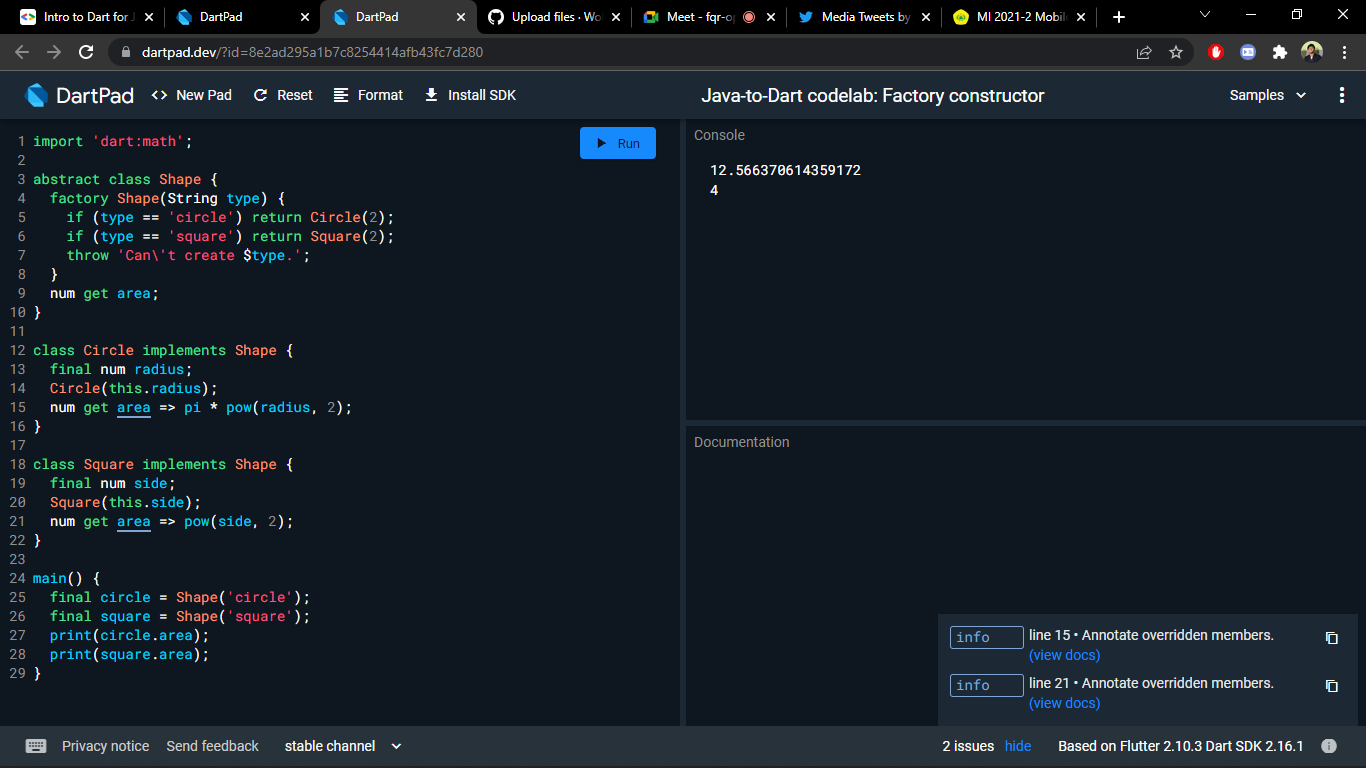 Intro to Dart for J
DartPad
DartPad
Upload files · Wo
Meet - fqr-op
Media Tweets by
MI 2021-2 Mobil
dartpad.dev/?id=8e2ad295a1b7c8254414afb43fc7d280
DartPad
<> New Pad
Reset
Format
Install SDK
Java-to-Dart codelab: Factory constructor
Samples
1 import 'dart:math';
2
3 abstract class Shape {
4   factory Shape(String type) {
5     if (type == 'circle') return Circle(2);
6     if (type == 'square') return Square(2);
7     throw 'Can\'t create $type.';
8   }
9   num get area;
10 }
11
12 class Circle implements Shape {
13   final num radius;
14   Circle(this.radius);
15   num get area => pi * pow(radius, 2);
16 }
17
18 class Square implements Shape {
19   final num side;
20   Square(this.side);
21   num get area => pow(side, 2);
22 }
23
24 main() {
25   final circle = Shape('circle');
26   final square = Shape('square');
27   print(circle.area);
28   print(square.area);
29 }
Run
Console
12.566370614359172
4
Documentation
info line 15 • Annotate overridden members.
(view docs)
info line 21 • Annotate overridden members.
(view docs)
Privacy notice
Send feedback
stable channel
2 issues hide
Based on Flutter 2.10.3 Dart SDK 2.16.1